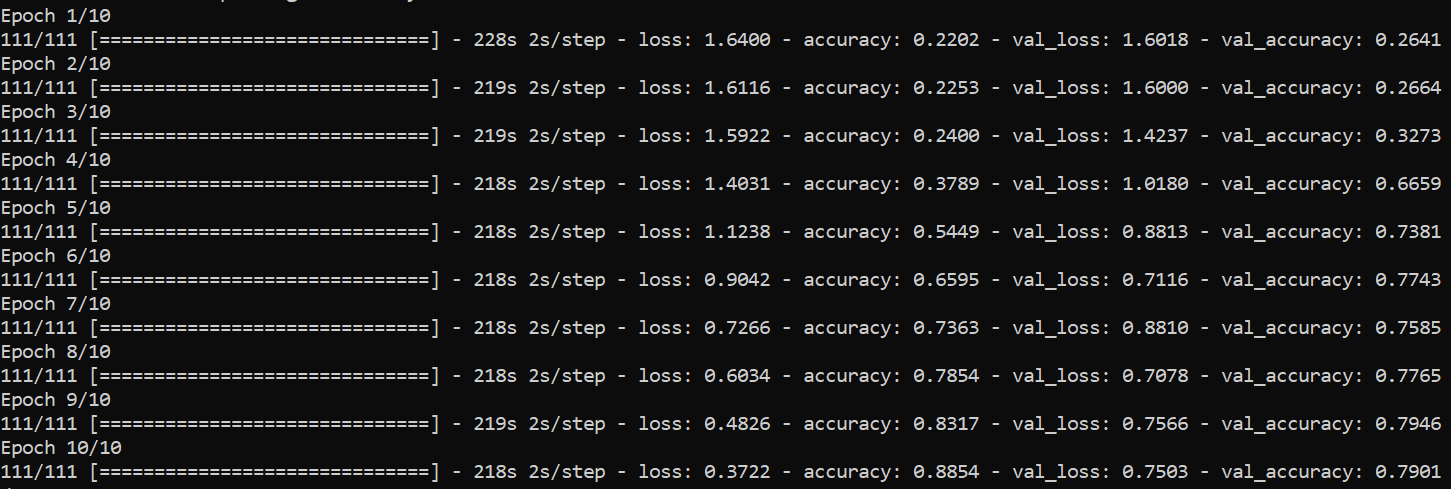 Epoch 1/10
111/111 [==============================] - 228s 2s/step - loss: 1.6400 - accuracy: 0.2202 - val_loss: 1.6018 - val_accuracy: 0.2641
Epoch 2/10
111/111 [==============================] - 219s 2s/step - loss: 1.6116 - accuracy: 0.2253 - val_loss: 1.6000 - val_accuracy: 0.2664
Epoch 3/10
111/111 [==============================] - 219s 2s/step - loss: 1.5922 - accuracy: 0.2400 - val_loss: 1.4237 - val_accuracy: 0.3273
Epoch 4/10
111/111 [==============================] - 218s 2s/step - loss: 1.4031 - accuracy: 0.3789 - val_loss: 1.0180 - val_accuracy: 0.6659
Epoch 5/10
111/111 [==============================] - 218s 2s/step - loss: 1.1238 - accuracy: 0.5449 - val_loss: 0.8813 - val_accuracy: 0.7381
Epoch 6/10
111/111 [==============================] - 218s 2s/step - loss: 0.9042 - accuracy: 0.6595 - val_loss: 0.7116 - val_accuracy: 0.7743
Epoch 7/10
111/111 [==============================] - 218s 2s/step - loss: 0.7266 - accuracy: 0.7363 - val_loss: 0.8810 - val_accuracy: 0.7585
Epoch 8/10
111/111 [==============================] - 218s 2s/step - loss: 0.6034 - accuracy: 0.7854 - val_loss: 0.7078 - val_accuracy: 0.7765
Epoch 9/10
111/111 [==============================] - 219s 2s/step - loss: 0.4826 - accuracy: 0.8317 - val_loss: 0.7566 - val_accuracy: 0.7946
Epoch 10/10
111/111 [==============================] - 218s 2s/step - loss: 0.3722 - accuracy: 0.8854 - val_loss: 0.7503 - val_accuracy: 0.7901